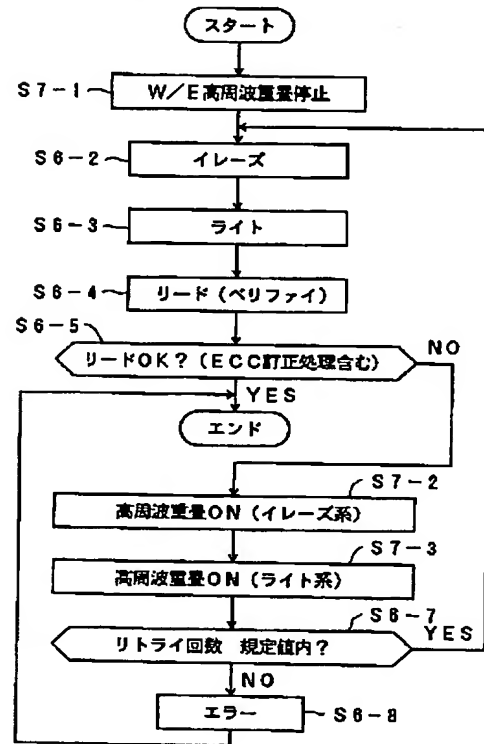 スタート
S7-1
W/E高周波重畳停止
S6-2
イレーズ
S6-3
ライト
S6-4
リード(ベリファイ)
S6-5
リードOK?(ECC訂正処理含む)
NO
YES
エンド
S7-2
高周波重畳ON(イレーズ系)
S7-3
高周波重畳ON(ライト系)
S6-7
リトライ回数 規定値内?
YES
NO
エラー
S6-8